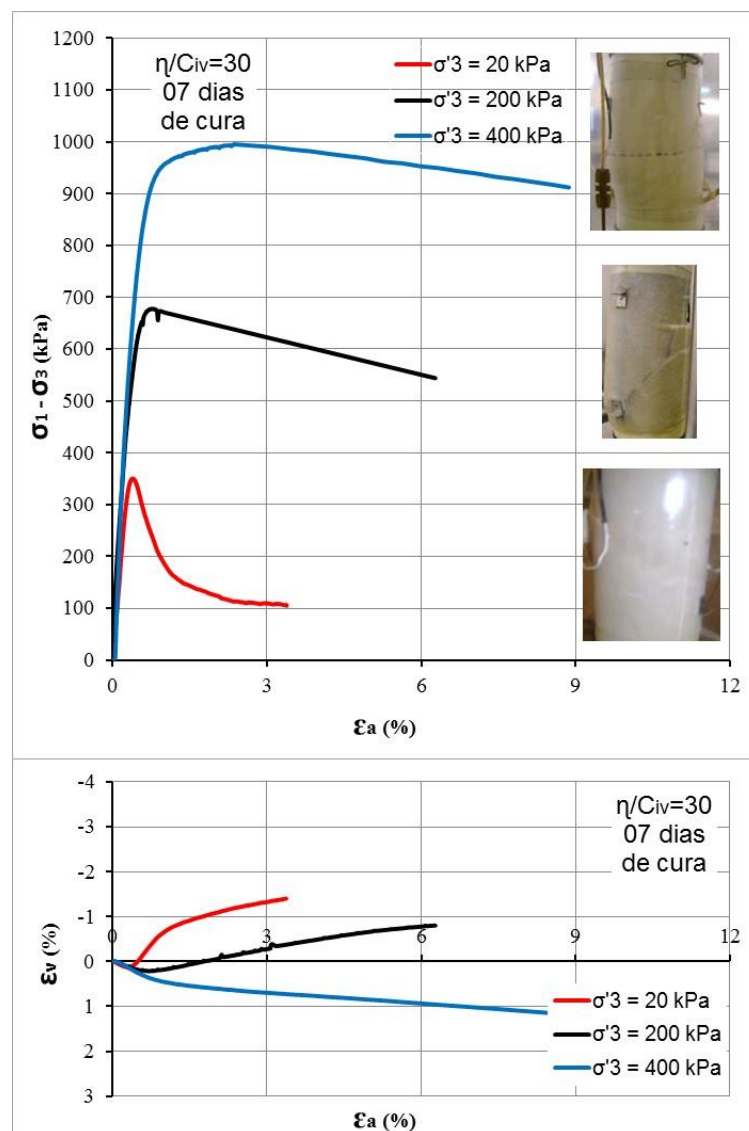 1200
1100
1000
900
800
700
600
500
400
300
200
100
0
σ1 - σ3 (kPa)
η/Civ=30
07 dias
de cura
σ'3 = 20 kPa
σ'3 = 200 kPa
σ'3 = 400 kPa
0 3 6 9 12
εa (%)
-4
-3
-2
-1
0
1
2
3
εv (%)
η/Civ=30
07 dias
de cura
0 3 6 9 12
σ'3 = 20 kPa
σ'3 = 200 kPa
σ'3 = 400 kPa
εa (%)